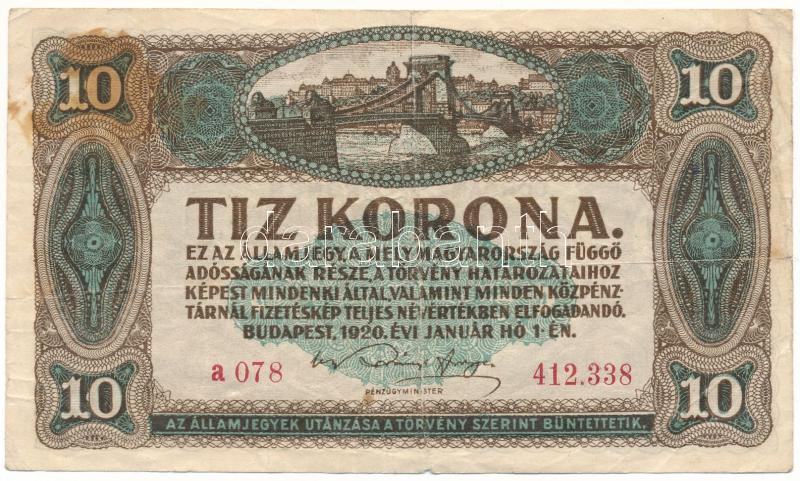 10 10
TIZ KORONA.
EZ AZ ÁLLAMJEGY, A MELY MAGYARORSZÁG FÜGGŐ
ADÓSSÁGÁNAK RÉSZE, A TÖRVÉNY HATÁROZATAIHOZ
KÉPEST MINDENKI ÁLTAL, VALAMINT MINDEN KÖZPÉNZ-
TÁRNÁL FIZETÉSKÉP TELJES NÉVÉRTÉKBEN ELFOGADANDÓ.
BUDAPEST, 1920. ÉVI JANUÁR HÓ 1-ÉN.
a 078 412.338
PÉNZÜGYMINISTER
10 10
AZ ÁLLAMJEGYEK UTÁNZÁSA A TÖRVÉNY SZERINT BÜNTETTETIK.
darabanth